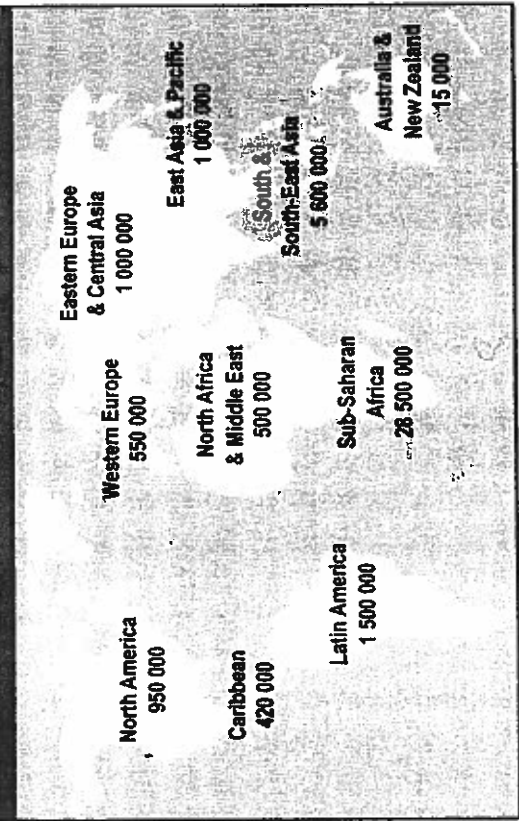 Eastern Europe
& Central Asia
1 000 000
Western Europe
550 000
North America
950 000
East Asia & Pacific
1 000 000
North Africa
& Middle East
500 000
Caribbean
420 000
South &
South-East Asia
5 600 000
Sub-Saharan
Africa
28 500 000
Latin America
1 500 000
Australia &
New Zealand
15 000